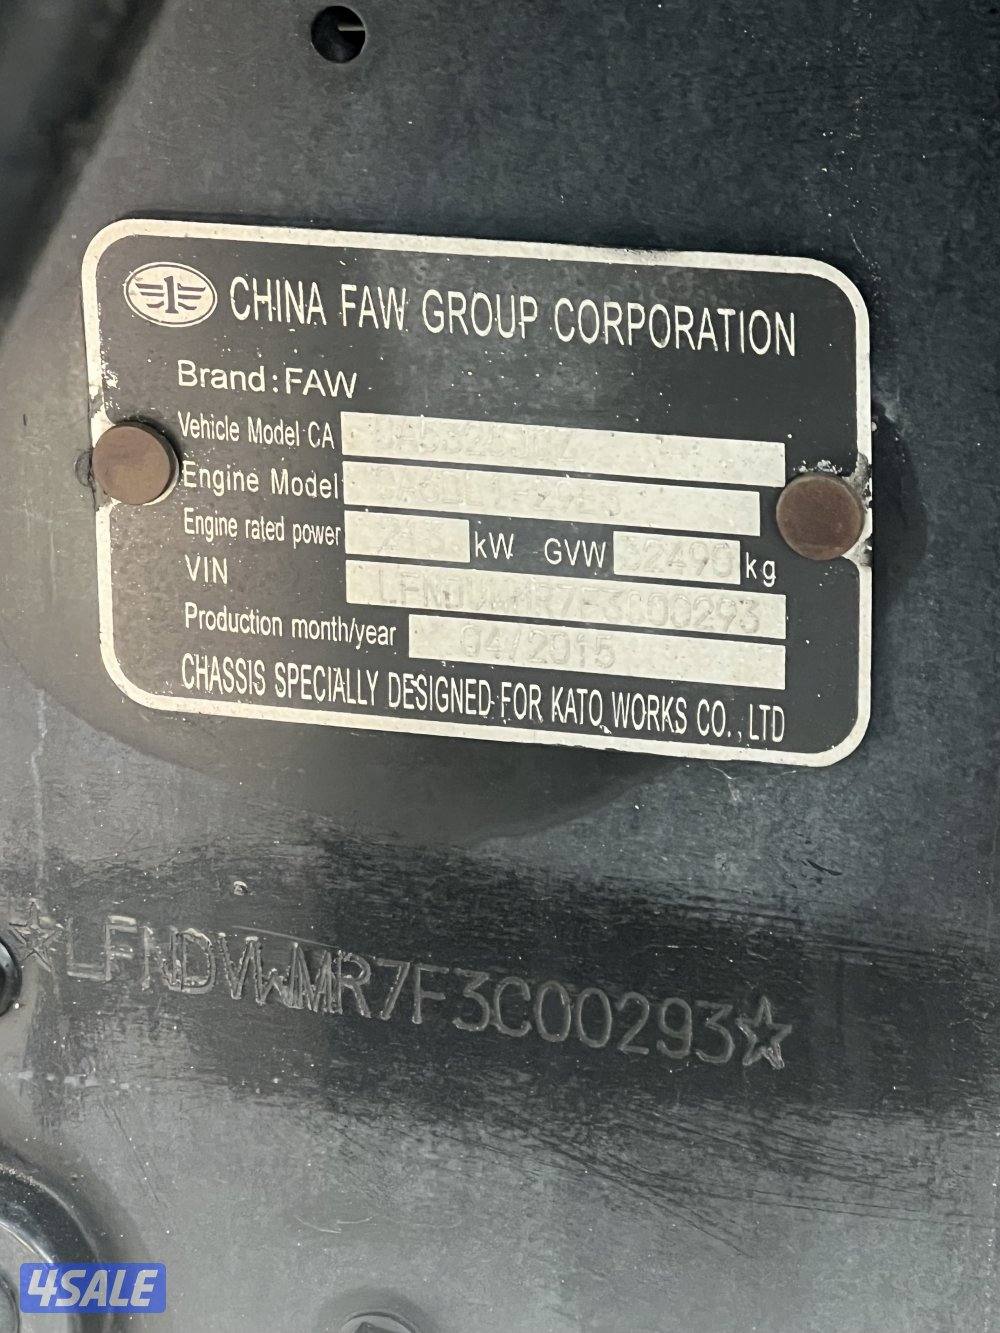 CHINA FAW GROUP CORPORATION
Brand: FAW
Vehicle Model CA
Engine Model
Engine rated power kW GVW 32490 kg
VIN LFNDVWMR7F3C00293
Production month/year 04/2015
CHASSIS SPECIALLY DESIGNED FOR KATO WORKS CO., LTD
☆LFNDVWMR7F3C00293☆
4SALE